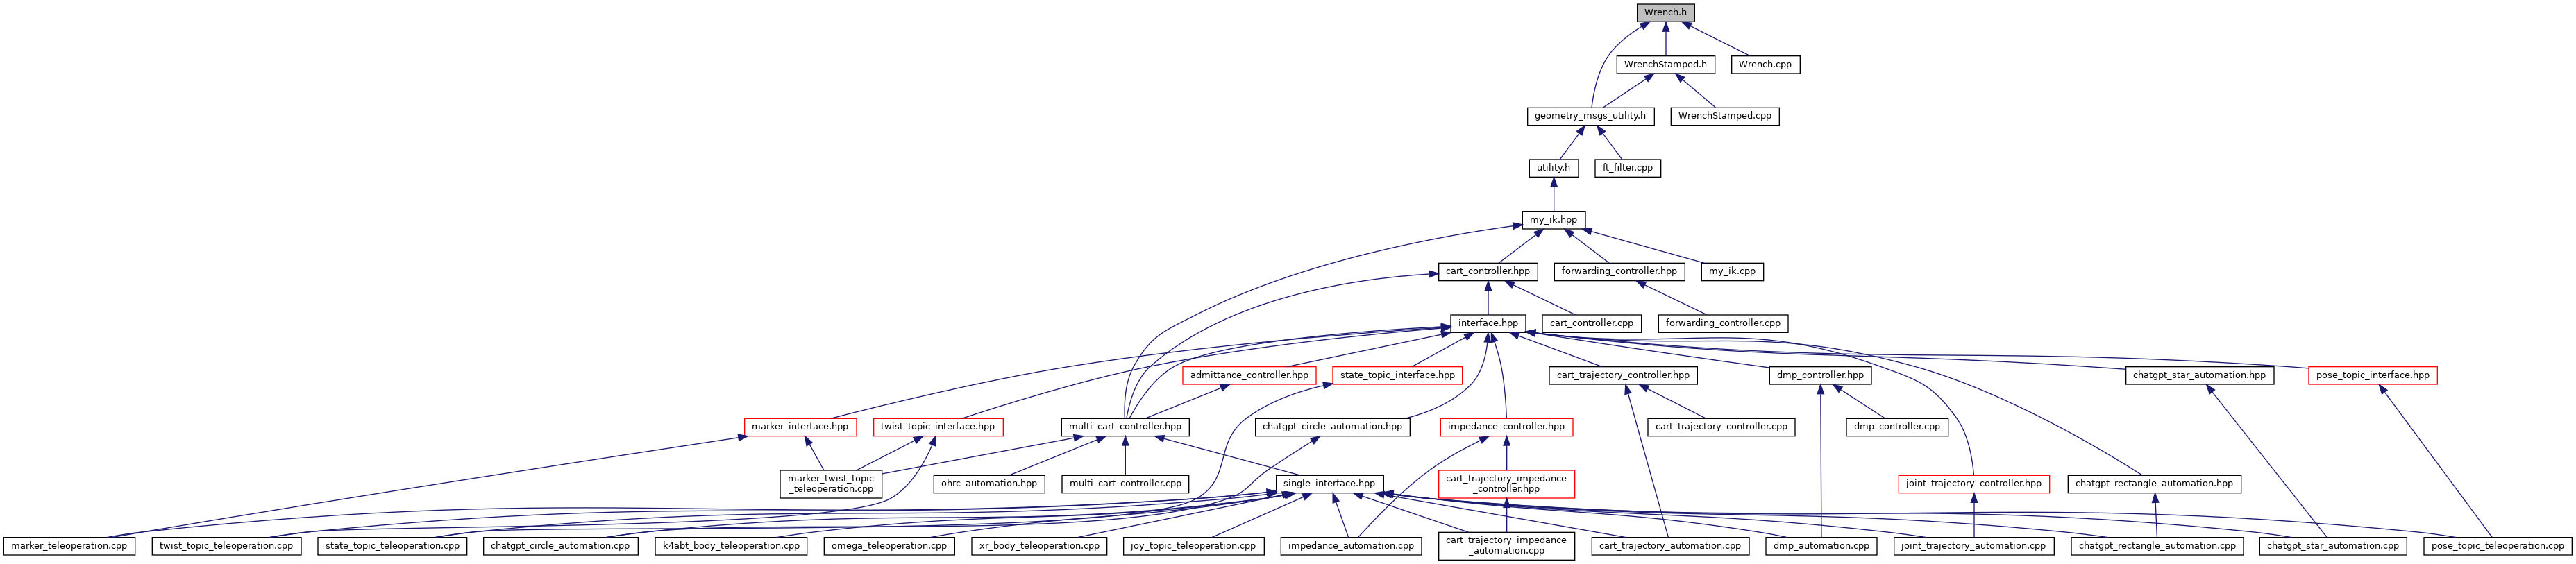 Wrench.h
WrenchStamped.h
Wrench.cpp
geometry_msgs_utility.h
WrenchStamped.cpp
utility.h
ft_filter.cpp
my_ik.hpp
cart_controller.hpp
forwarding_controller.hpp
my_ik.cpp
interface.hpp
cart_controller.cpp
forwarding_controller.cpp
admittance_controller.hpp
state_topic_interface.hpp
cart_trajectory_controller.hpp
dmp_controller.hpp
chatgpt_star_automation.hpp
pose_topic_interface.hpp
marker_interface.hpp
twist_topic_interface.hpp
multi_cart_controller.hpp
chatgpt_circle_automation.hpp
impedance_controller.hpp
cart_trajectory_controller.cpp
dmp_controller.cpp
marker_twist_topic
_teleoperation.cpp
ohrc_automation.hpp
multi_cart_controller.cpp
single_interface.hpp
cart_trajectory_impedance
_controller.hpp
joint_trajectory_controller.hpp
chatgpt_rectangle_automation.hpp
marker_teleoperation.cpp
twist_topic_teleoperation.cpp
state_topic_teleoperation.cpp
chatgpt_circle_automation.cpp
k4abt_body_teleoperation.cpp
omega_teleoperation.cpp
xr_body_teleoperation.cpp
joy_topic_teleoperation.cpp
impedance_automation.cpp
cart_trajectory_impedance
_automation.cpp
cart_trajectory_automation.cpp
dmp_automation.cpp
joint_trajectory_automation.cpp
chatgpt_rectangle_automation.cpp
chatgpt_star_automation.cpp
pose_topic_teleoperation.cpp